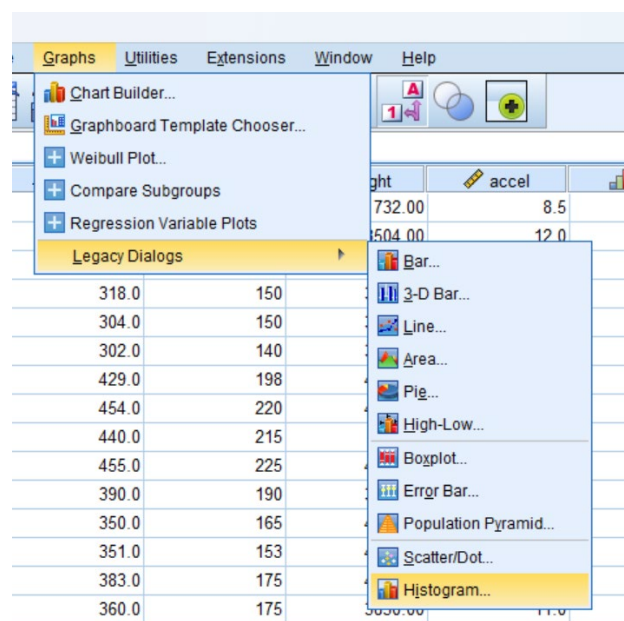 Graphs Utilities Extensions Window Help
Chart Builder...
Graphboard Template Chooser...
Weibull Plot...
Compare Subgroups
Regression Variable Plots
Legacy Dialogs
accel
732.00 8.5
3504.00 12.0
Bar...
3-D Bar...
Line...
Area...
Pie...
High-Low...
Boxplot...
Error Bar...
Population Pyramid...
Scatter/Dot...
Histogram...
318.0 150
304.0 150
302.0 140
429.0 198
454.0 220
440.0 215
455.0 225
390.0 190
350.0 165
351.0 153
383.0 175
360.0 175